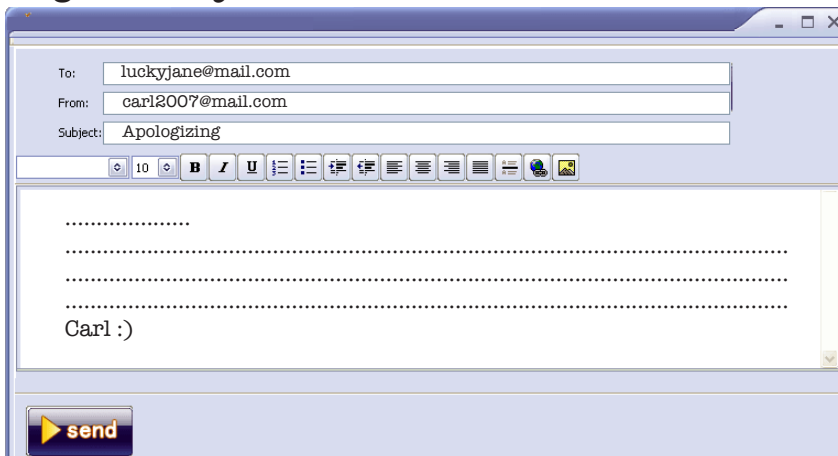 To: luckyjane@mail.com
From: carl2007@mail.com
Subject: Apologizing
10 B I U
...................
..............................................................................................................
..............................................................................................................
..............................................................................................................
Carl :)
send